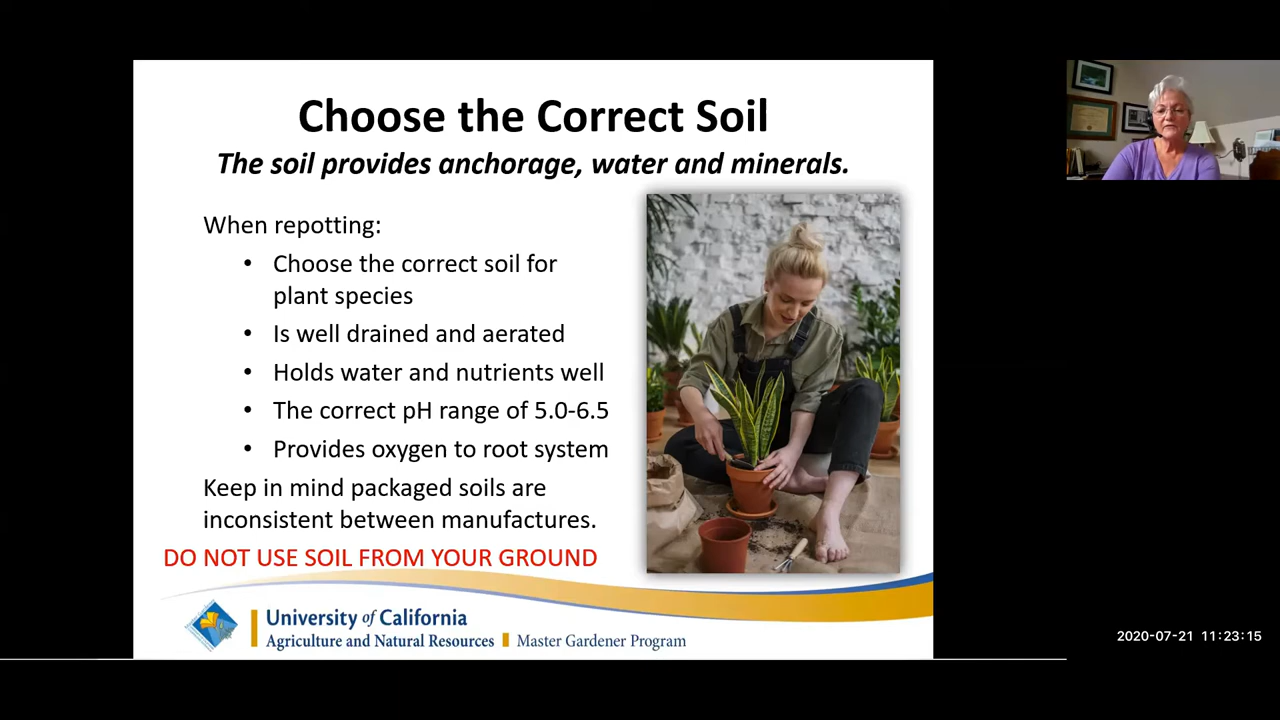 Choose the Correct Soil
The soil provides anchorage, water and minerals.
When repotting:
• Choose the correct soil for
plant species
• Is well drained and aerated
• Holds water and nutrients well
• The correct pH range of 5.0-6.5
• Provides oxygen to root system
Keep in mind packaged soils are
inconsistent between manufactures.
DO NOT USE SOIL FROM YOUR GROUND
University of California
Agriculture and Natural Resources | Master Gardener Program
2020-07-21 11:23:15